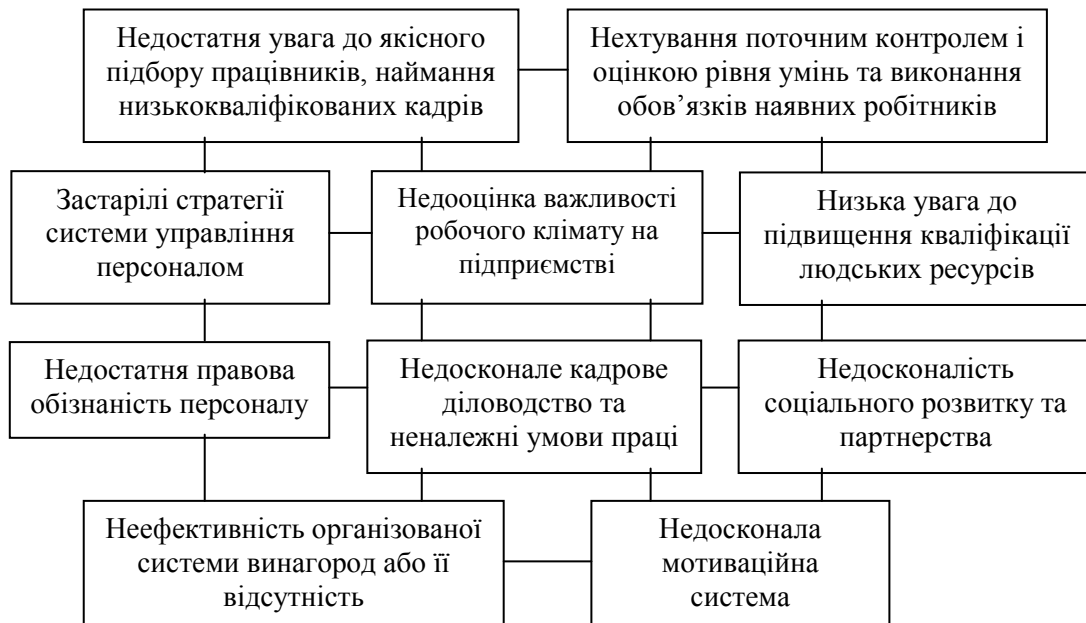 Недостатня увага до якісного
підбору працівників, наймання
низькокваліфікованих кадрів
Нехтування поточним контролем і
оцінкою рівня умінь та виконання
обов’язків наявних робітників
Застарілі стратегії
системи управління
персоналом
Недооцінка важливості
робочого клімату на
підприємстві
Низька увага до
підвищення кваліфікації
людських ресурсів
Недостатня правова
обізнаність персоналу
Недосконале кадрове
діловодство та
неналежні умови праці
Недосконалість
соціального розвитку та
партнерства
Неефективність організованої
системи винагород або її
відсутність
Недосконала
мотиваційна
система